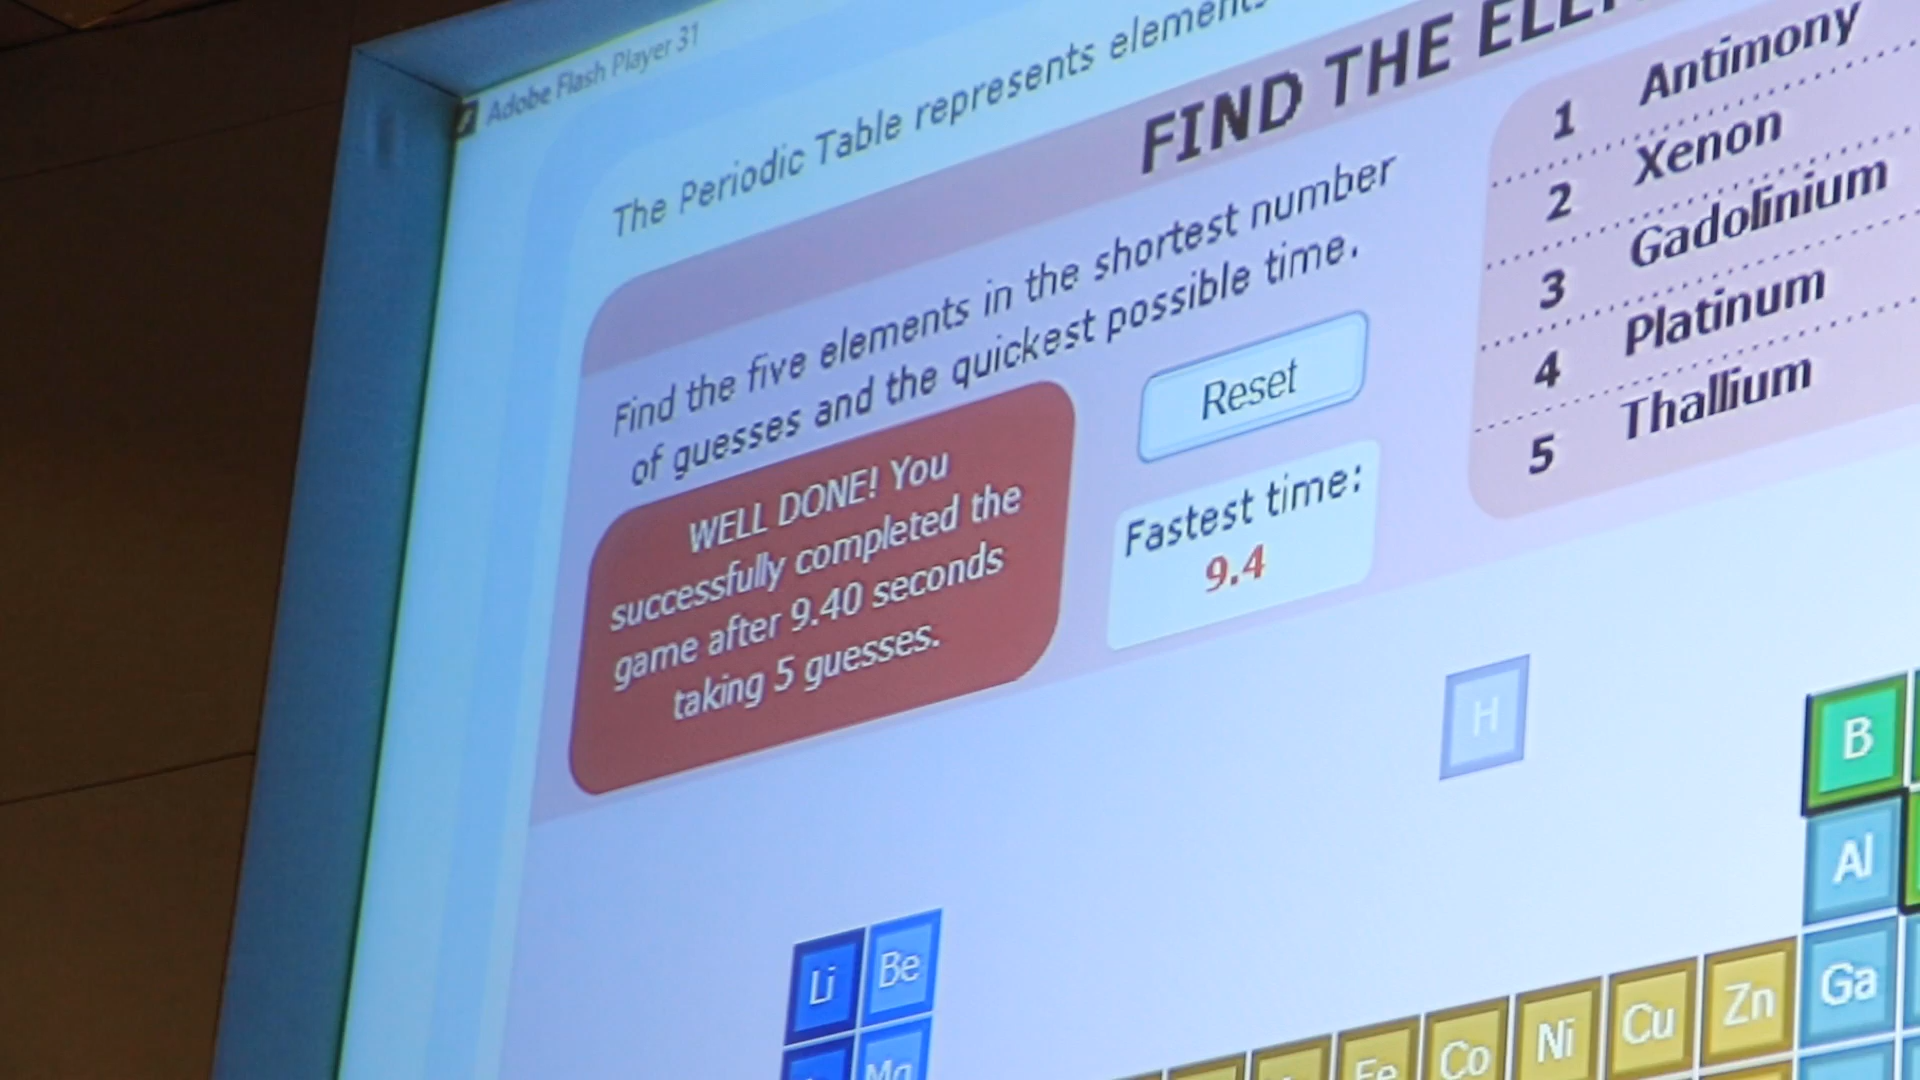 Adobe Flash Player 31
The Periodic Table represents
FIND THE
Find the five elements in the shortest number
of guesses and the quickest possible time.
WELL DONE! You
successfully completed the
game after 9.40 seconds
taking 5 guesses.
Reset
Fastest time:
9.4
1 Antimony
2 Xenon
3 Gadolinium
4 Platinum
5 Thallium
H
B
Al
Li Be
Mg
Fe Co Ni Cu Zn Ga